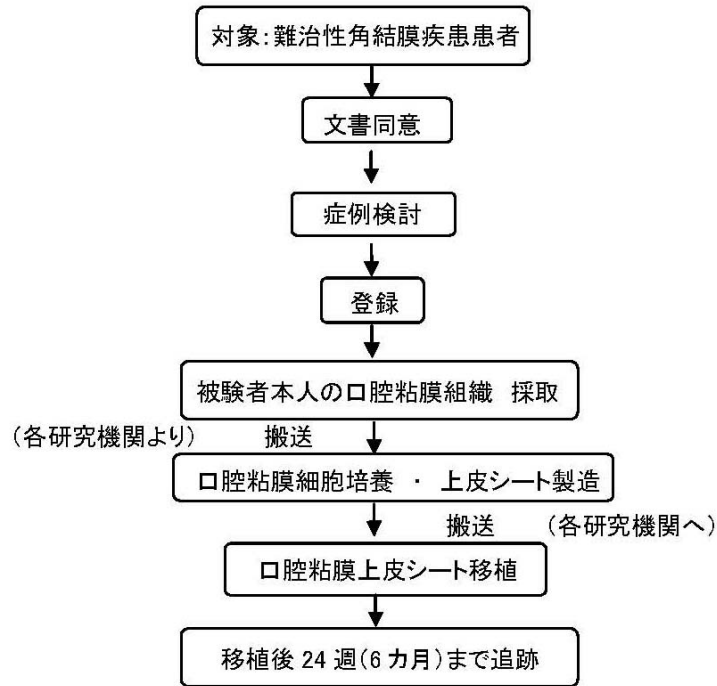 対象:難治性角結膜疾患患者
文書同意
症例検討
登録
被験者本人の口腔粘膜組織 採取
(各研究機関より) 搬送
口腔粘膜細胞培養 ・ 上皮シート製造
搬送 (各研究機関へ)
口腔粘膜上皮シート移植
移植後 24 週(6 カ月)まで追跡